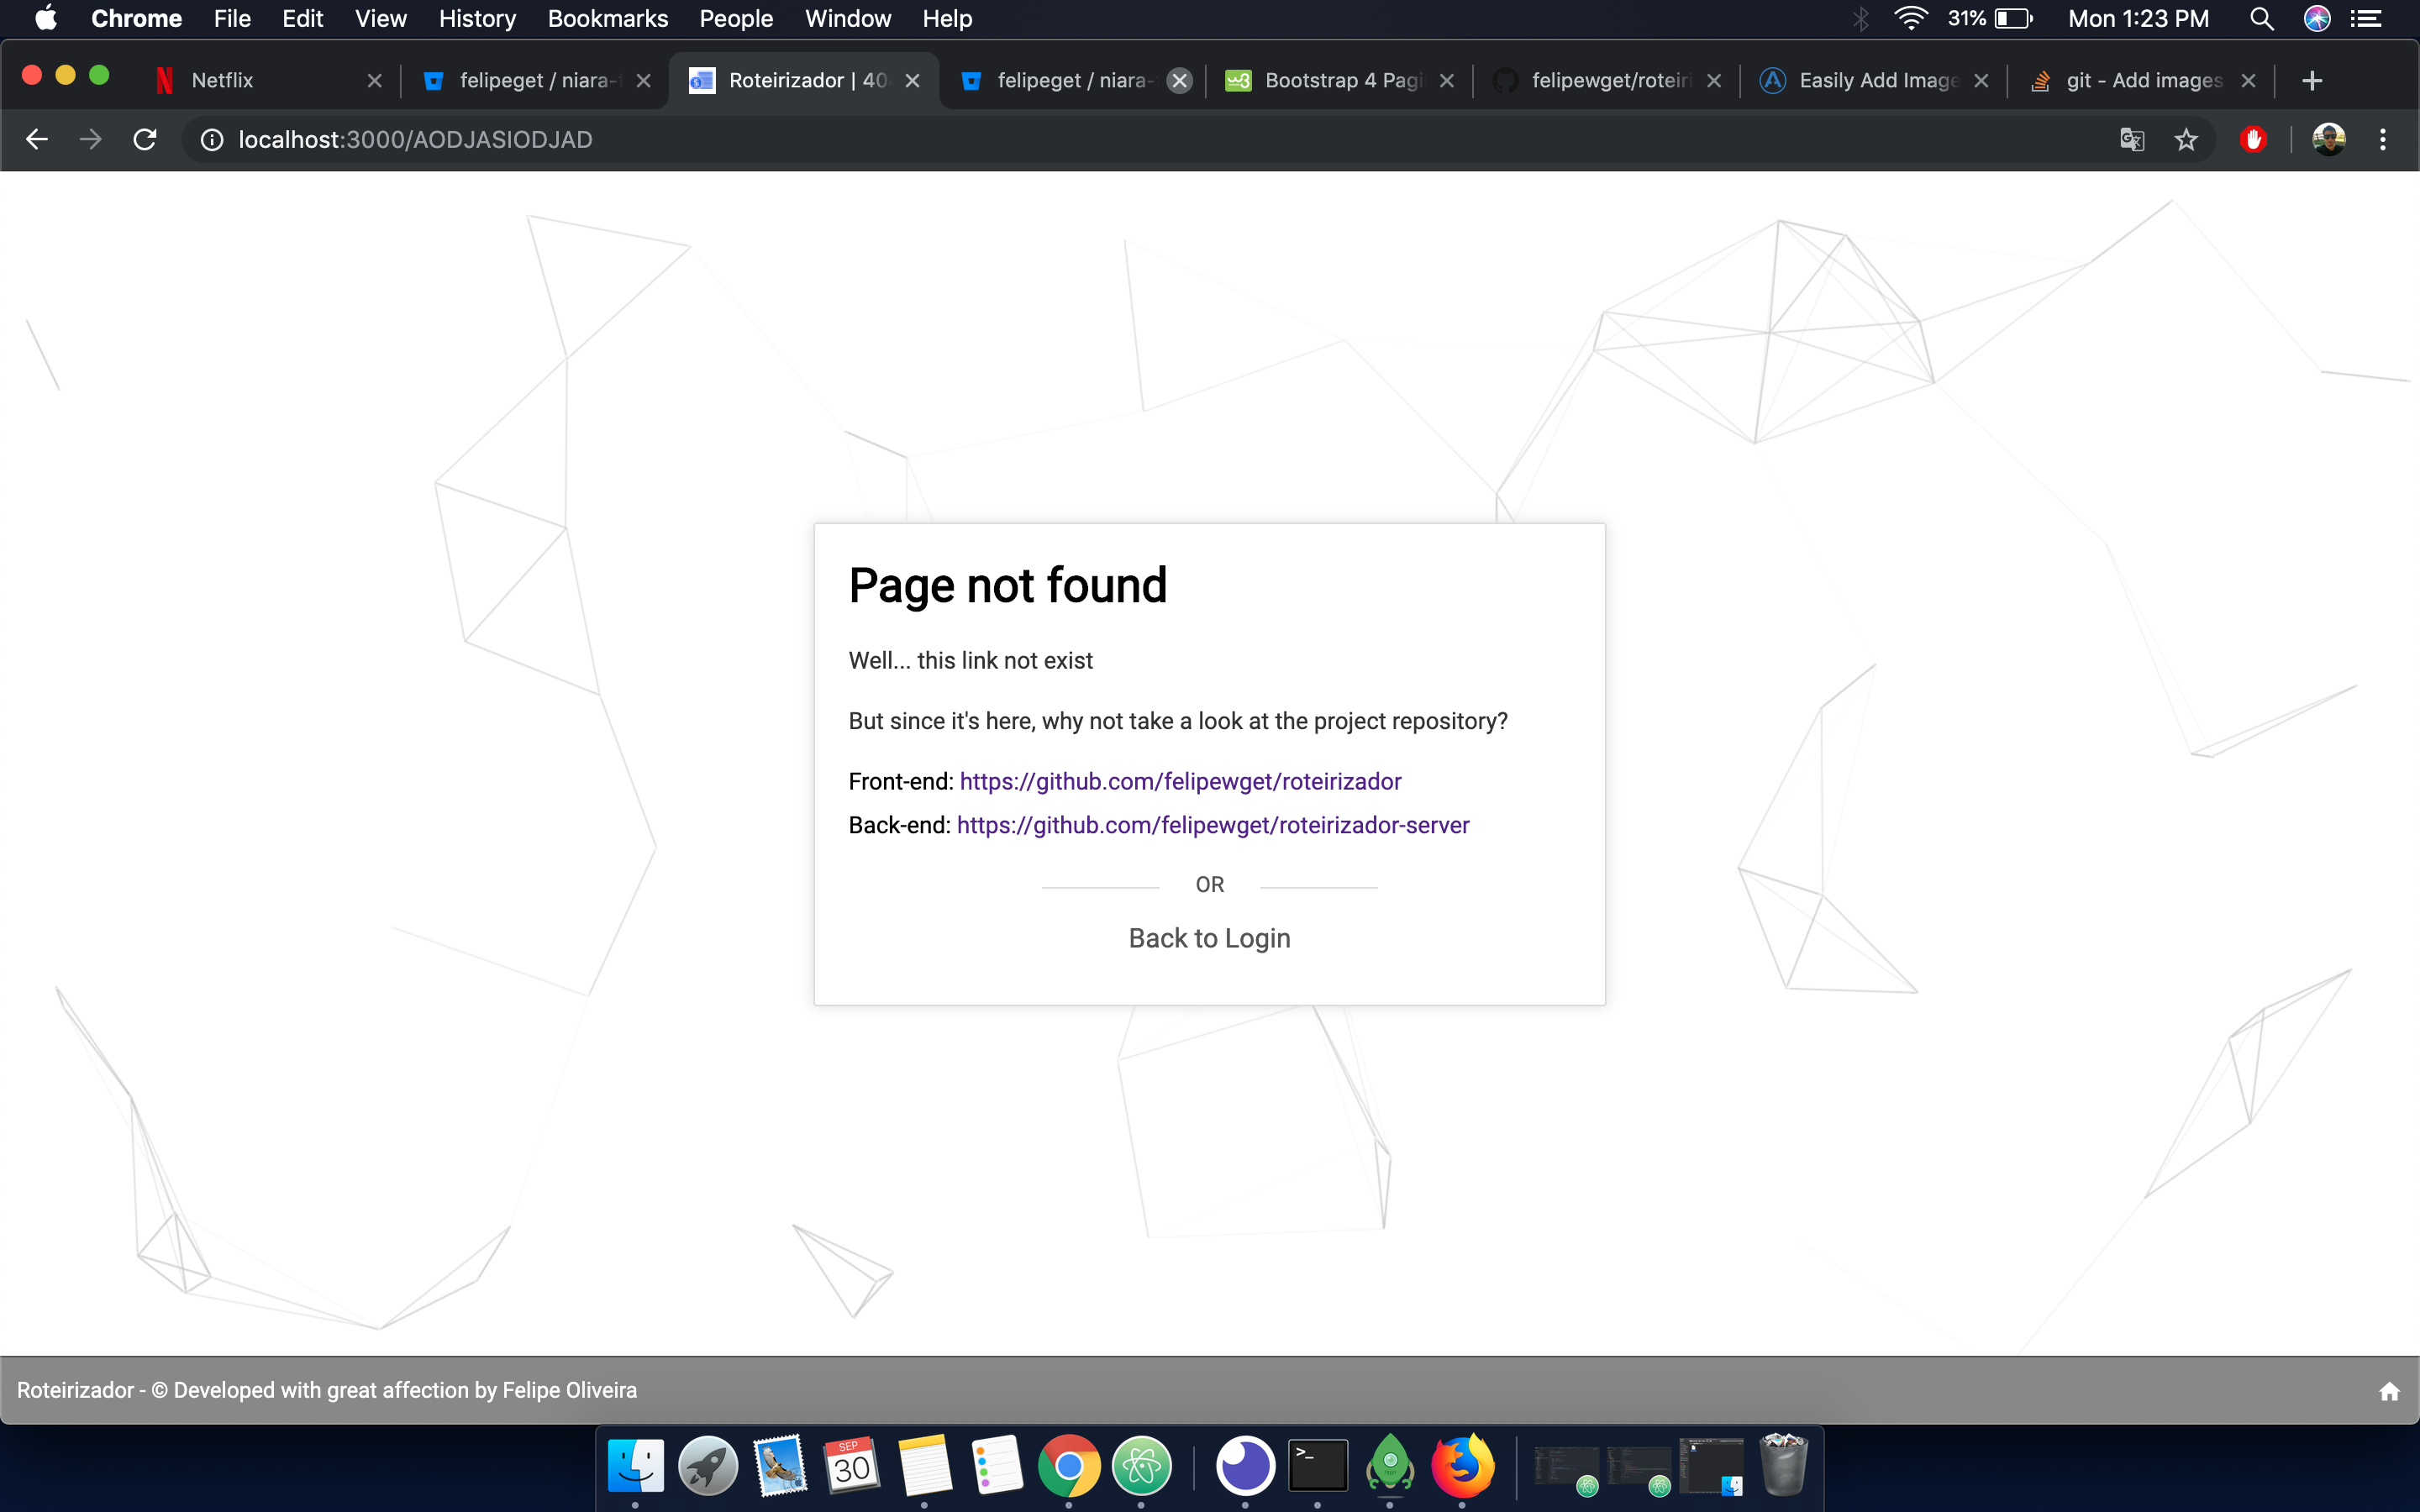 Chrome File Edit View History Bookmarks People Window Help 31% Mon 1:23 PM
Netflix felipeget / niara- Roteirizador | 40 felipeget / niara- Bootstrap 4 Pagi felipewget/roteiri Easily Add Image git - Add images
localhost:3000/AODJASIODJAD
Page not found
Well... this link not exist
But since it's here, why not take a look at the project repository?
Front-end: https://github.com/felipewget/roteirizador
Back-end: https://github.com/felipewget/roteirizador-server
OR
Back to Login
Roteirizador - © Developed with great affection by Felipe Oliveira
SEP
30